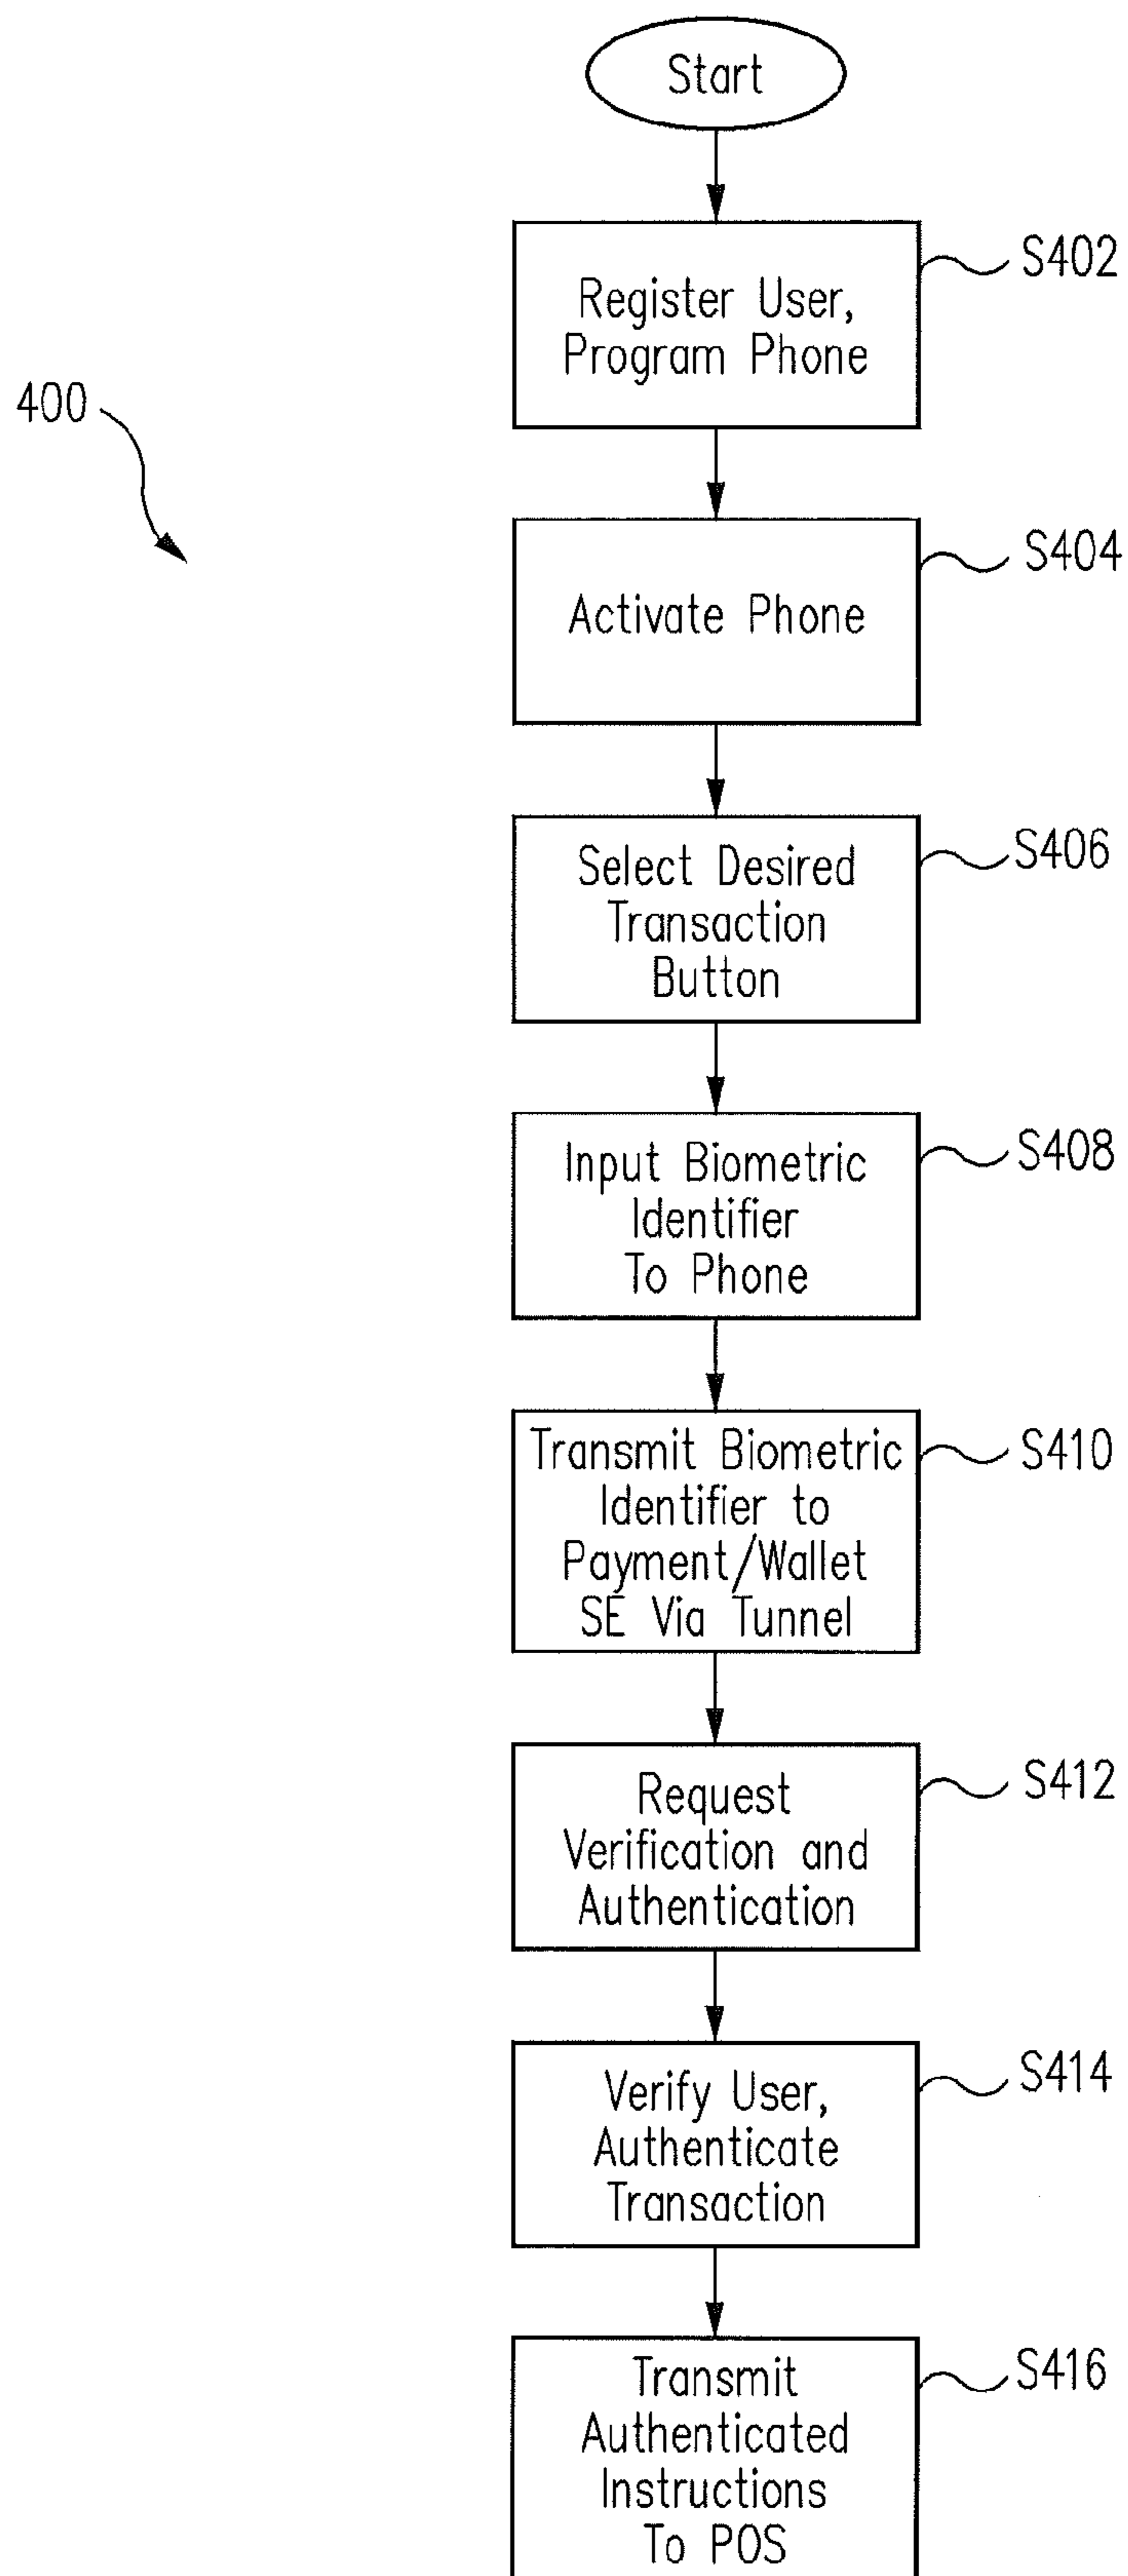 Start
Register User,
Program Phone
S402
400
Activate Phone
S404
Select Desired
Transaction
Button
S406
Input Biometric
Identifier
To Phone
S408
Transmit Biometric
Identifier to
Payment/Wallet
SE Via Tunnel
S410
Request
Verification and
Authentication
S412
Verify User,
Authenticate
Transaction
S414
Transmit
Authenticated
Instructions
To POS
S416